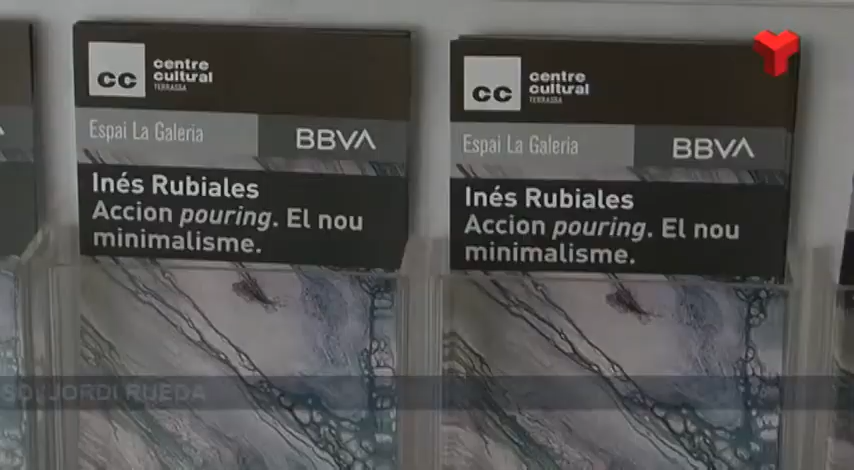 cc
centre
cultural
TERRASSA
Espai La Galeria
BBVA
Inés Rubiales
Accion pouring. El nou
minimalisme.
cc
centre
cultural
TERRASSA
Espai La Galeria
BBVA
Inés Rubiales
Accion pouring. El nou
minimalisme.
JORDI RUEDA